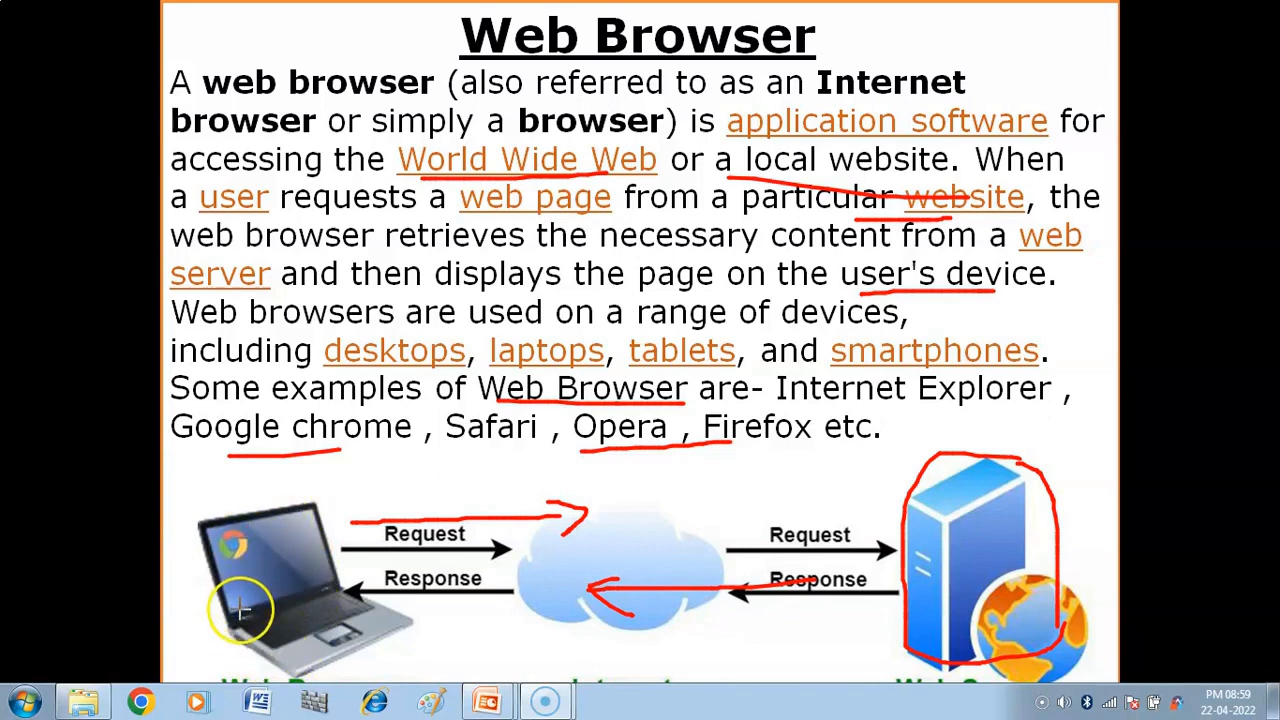 Web Browser
A web browser (also referred to as an Internet
browser or simply a browser) is application software for
accessing the World Wide Web or a local website. When
a user requests a web page from a particular website, the
web browser retrieves the necessary content from a web
server and then displays the page on the user's device.
Web browsers are used on a range of devices,
including desktops, laptops, tablets, and smartphones.
Some examples of Web Browser are- Internet Explorer ,
Google chrome , Safari , Opera , Firefox etc.
Request
Request
Response
Response
PM 08:59
22-04-2022